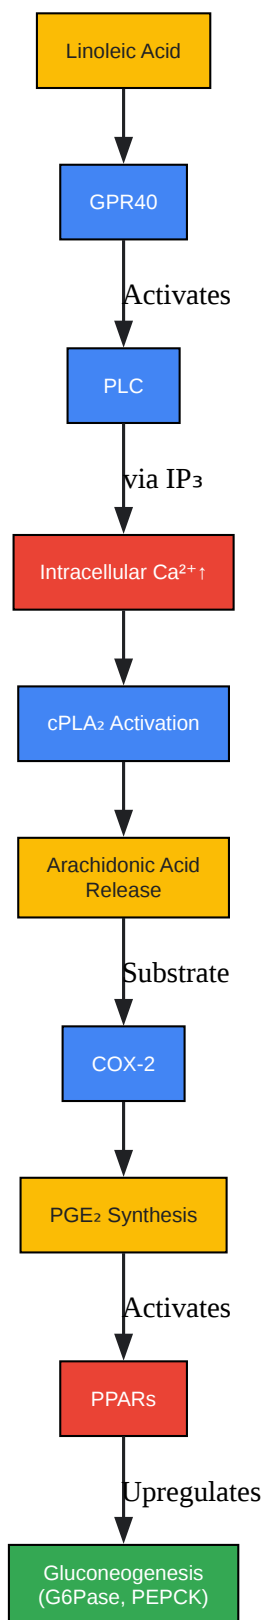 Linoleic Acid
GPR40
Activates
PLC
via IP₃
Intracellular Ca²⁺↑
cPLA₂ Activation
Arachidonic Acid
Release
Substrate
COX-2
PGE₂ Synthesis
Activates
PPARs
Upregulates
Gluconeogenesis
(G6Pase, PEPCK)